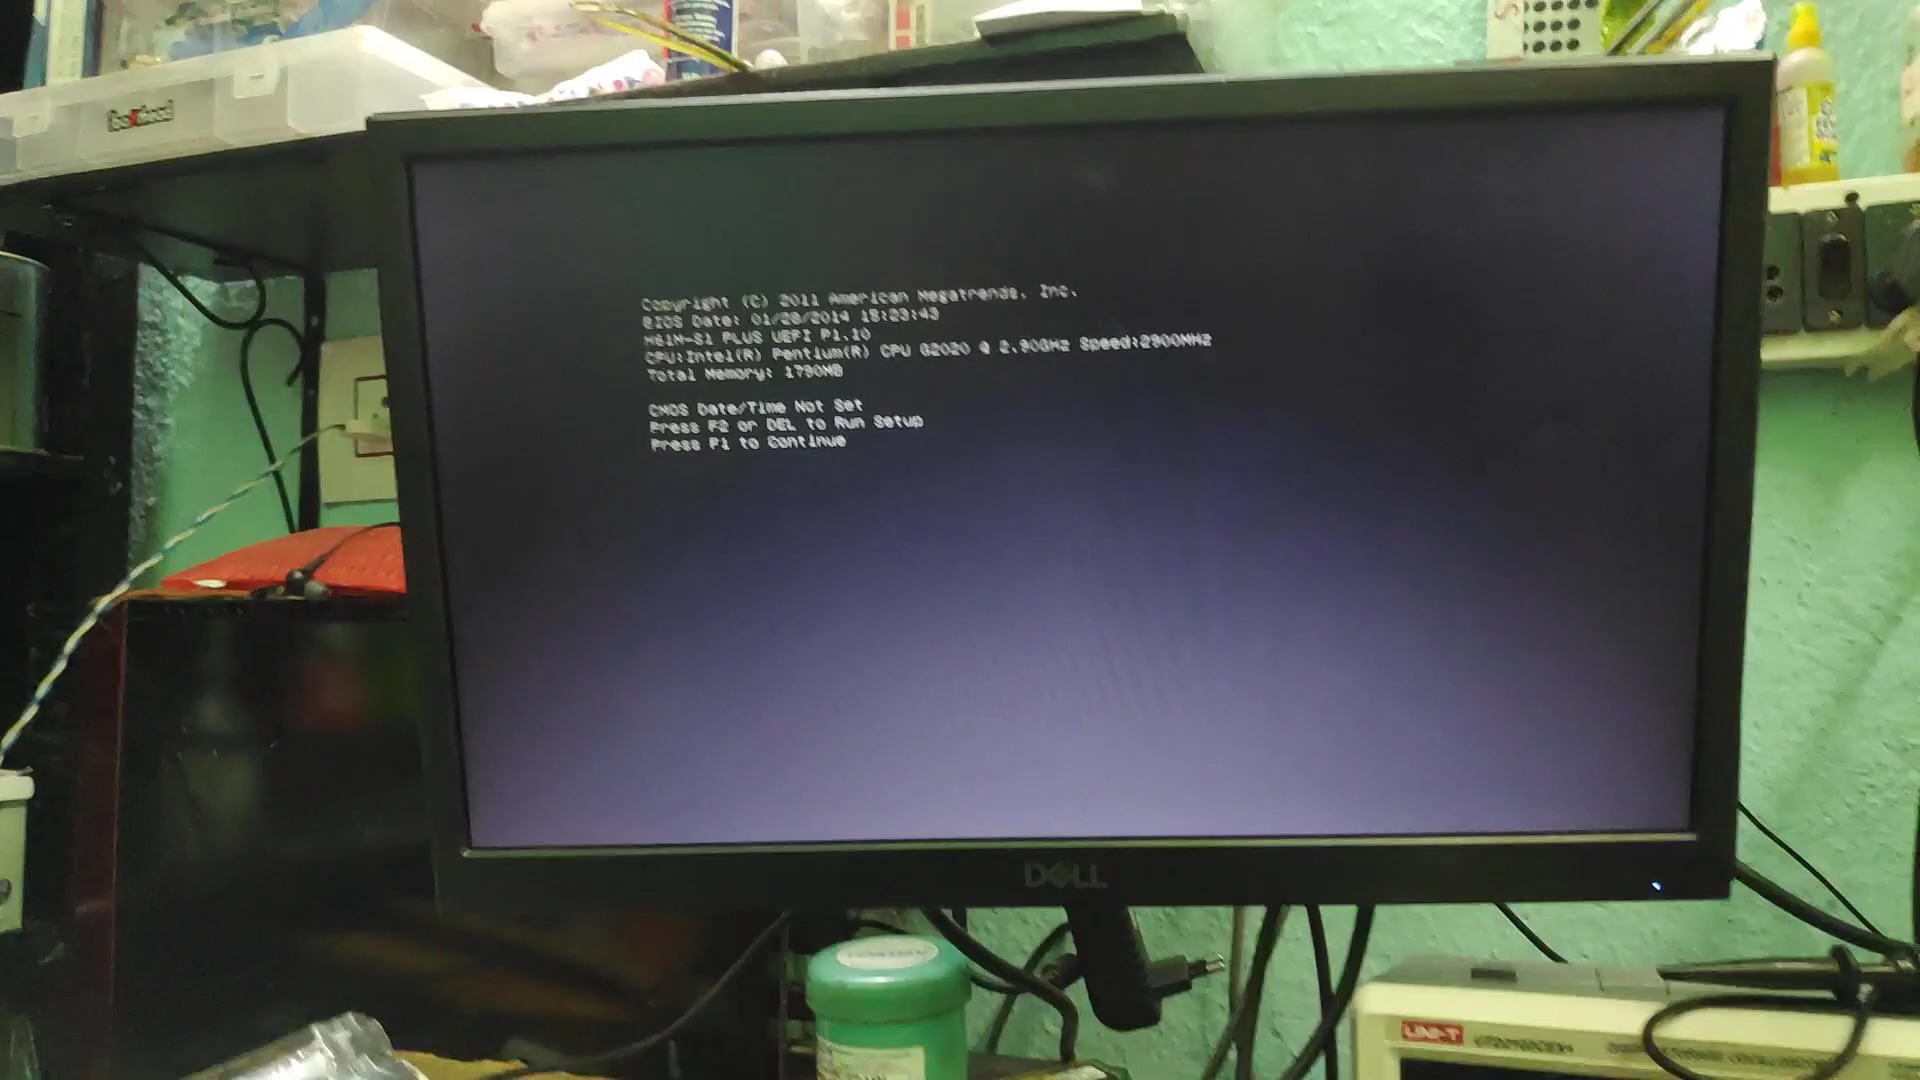 Copyright (C) 2011 American Megatrends, Inc.
BIOS Date: 01/28/2014 15:23:43
H61M-S1 PLUS UEFI P1.10
CPU:Intel(R) Pentium(R) CPU G2020 @ 2.90GHz Speed:2900MHz
Total Memory: 1790MB
CMOS Date/Time Not Set
Press F2 or DEL to Run Setup
Press F1 to Continue
DELL
UNI-T